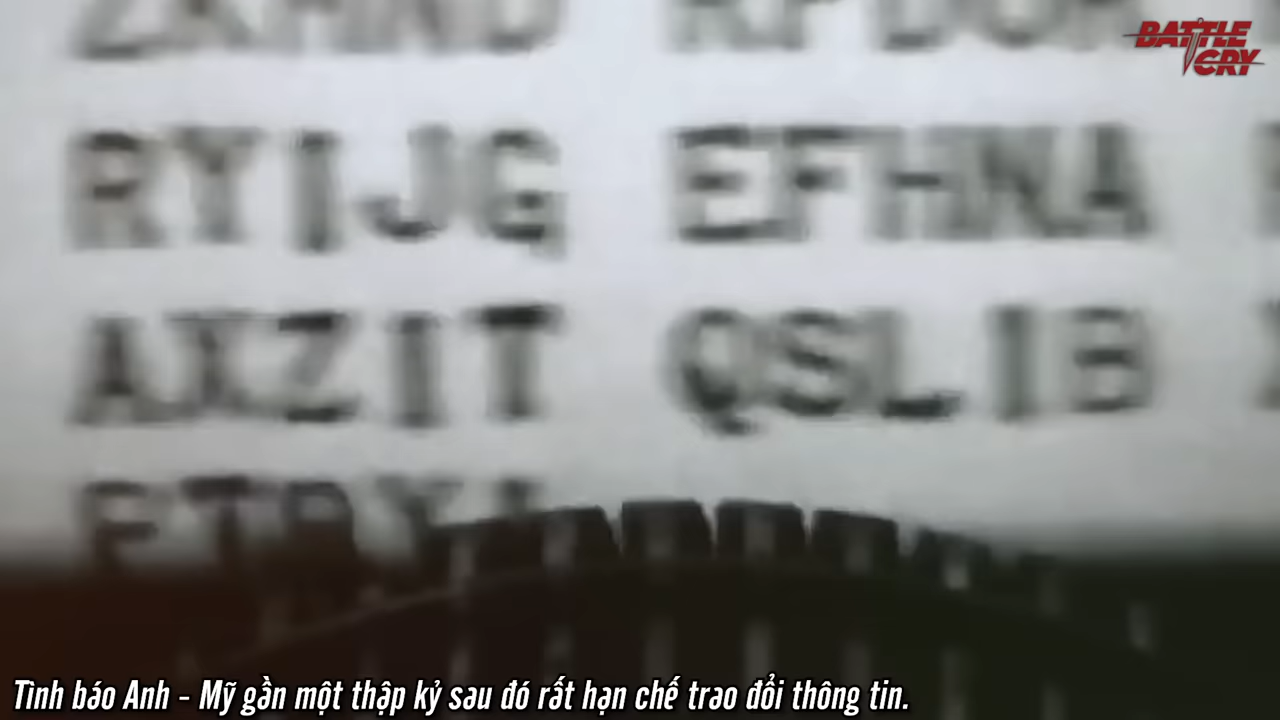 BATTLE
CRY
RYIJG EFHNA
AXZIT QSLIB
Tình báo Anh - Mỹ gần một thập kỷ sau đó rất hạn chế trao đổi thông tin.